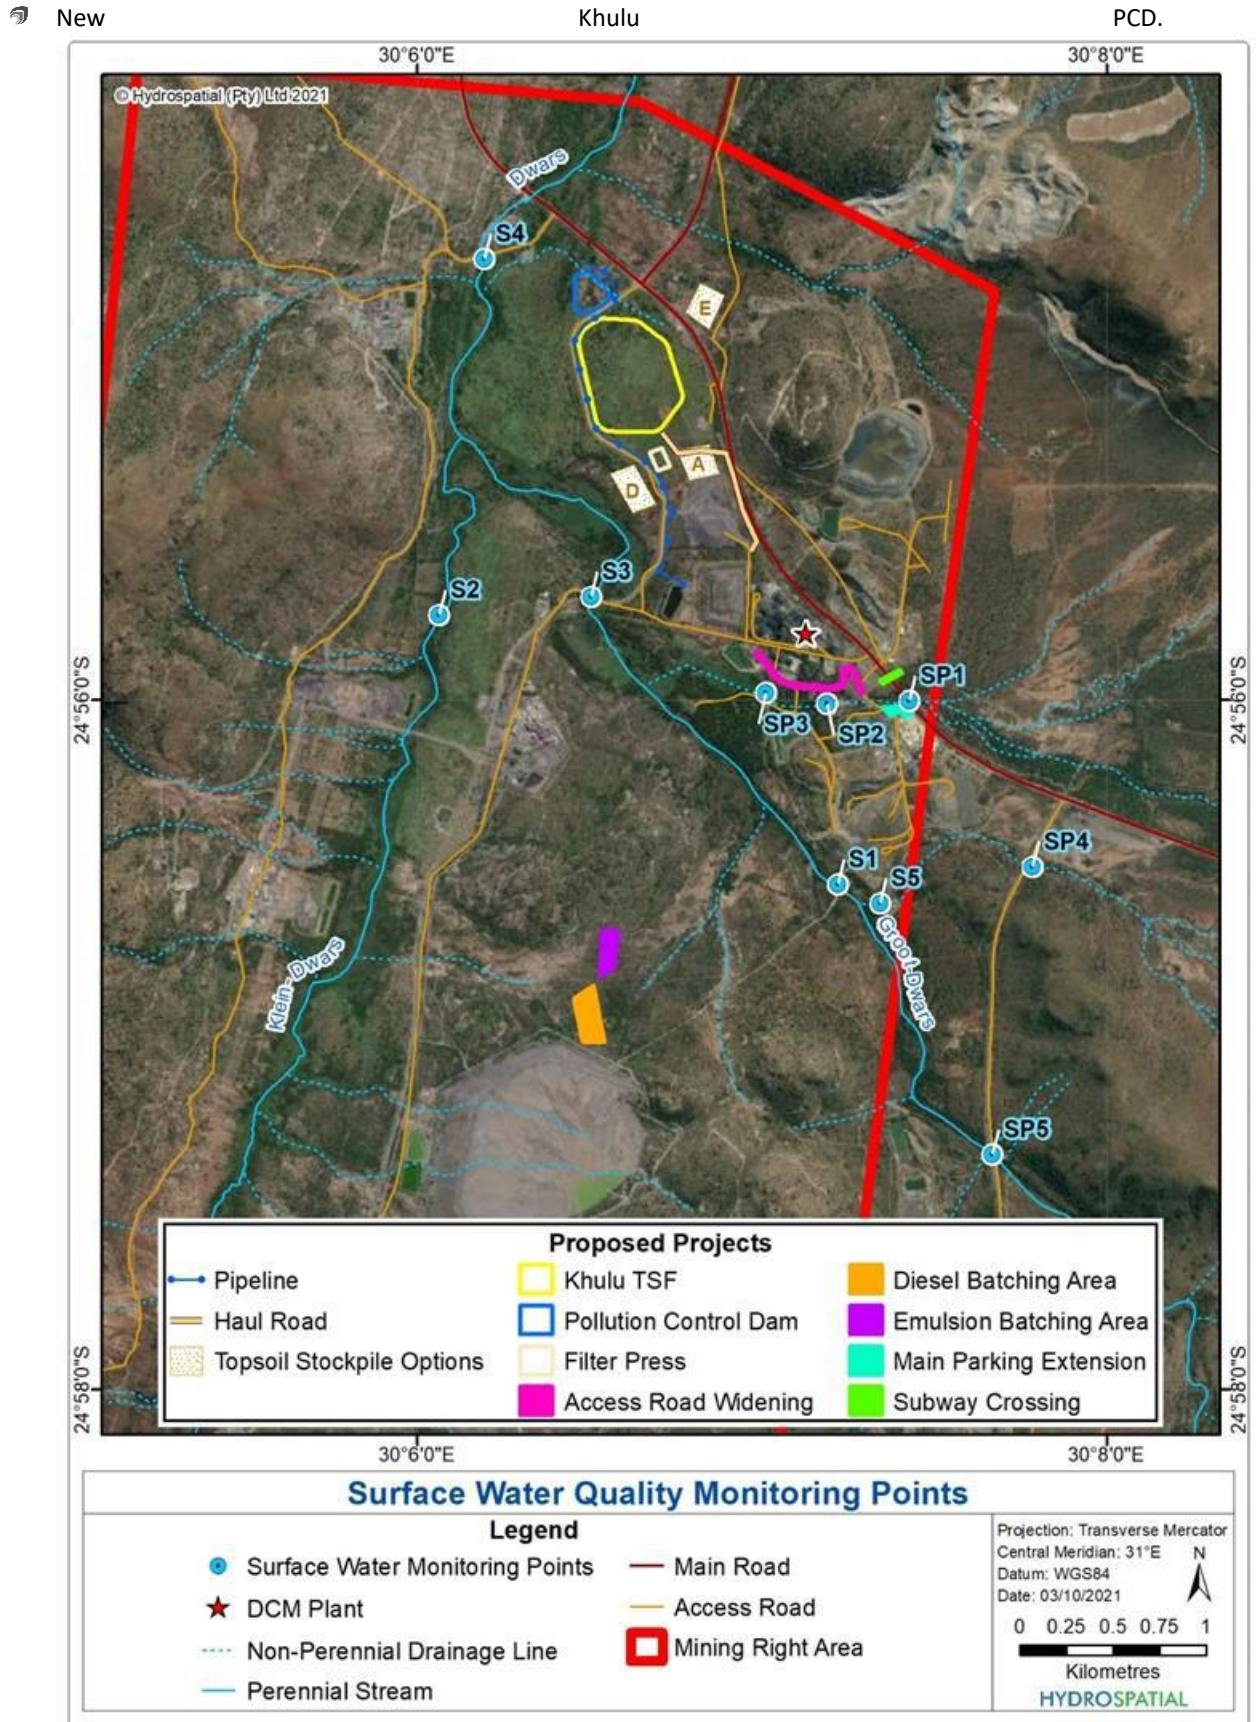 New Khulu PCD.
30°6'0"E 30°8'0"E
© Hydrospatial (Pty) Ltd 2021
Dwars
S4
E
A
D
S3
S2
24°56'0"S 24°56'0"S
SP1
SP3
SP2
SP4
S1
S5
Groot-Dwars
Klein-Dwars
SP5
Proposed Projects
Pipeline
Haul Road
Topsoil Stockpile Options
Khulu TSF
Pollution Control Dam
Filter Press
Access Road Widening
Diesel Batching Area
Emulsion Batching Area
Main Parking Extension
Subway Crossing
24°58'0"S 24°58'0"S
30°6'0"E 30°8'0"E
Surface Water Quality Monitoring Points
Legend
Surface Water Monitoring Points
DCM Plant
Non-Perennial Drainage Line
Perennial Stream
Main Road
Access Road
Mining Right Area
Projection: Transverse Mercator
Central Meridian: 31°E
Datum: WGS84
Date: 03/10/2021
N
0 0.25 0.5 0.75 1
Kilometres
HYDROSPATIAL